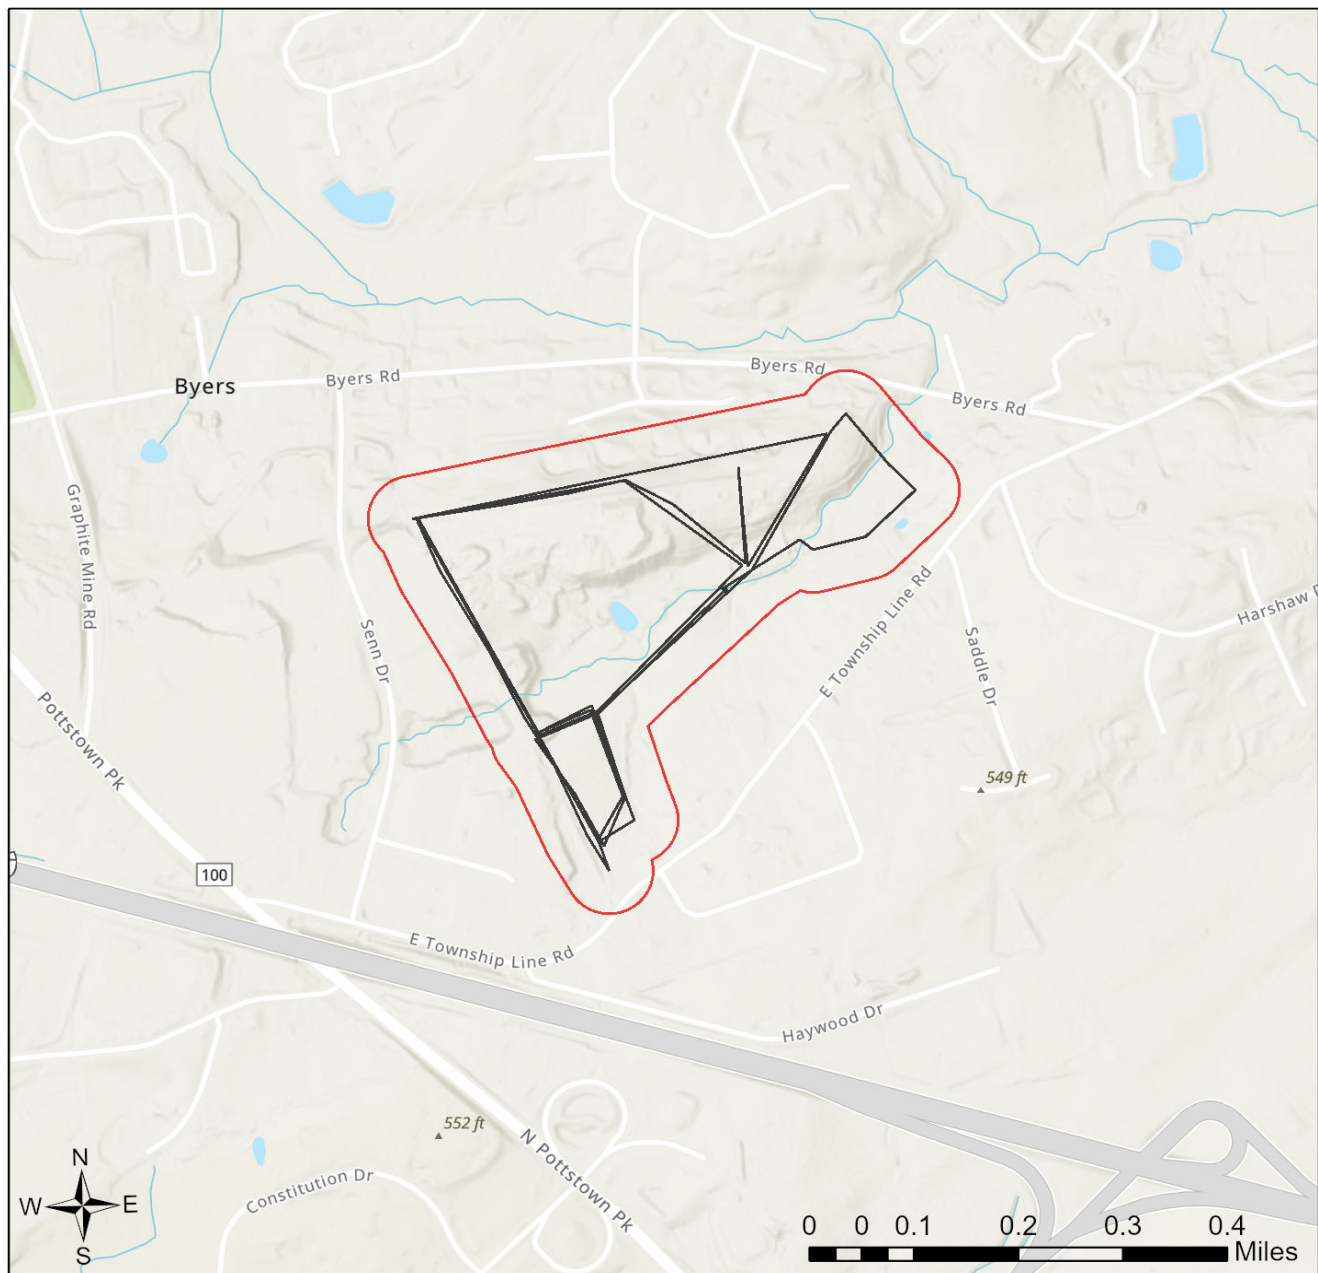 Byers Rd
Byers Rd
Byers
Byers Rd
Graphite Mine Rd
Senn Dr
E Township Line Rd
Saddle Dr
Harshaw D
Pottstown Pk
549 ft
100
E Township Line Rd
Haywood Dr
552 ft
N Pottstown Pk
Constitution Dr
N
W E
S
0 0 0.1 0.2 0.3 0.4
Miles